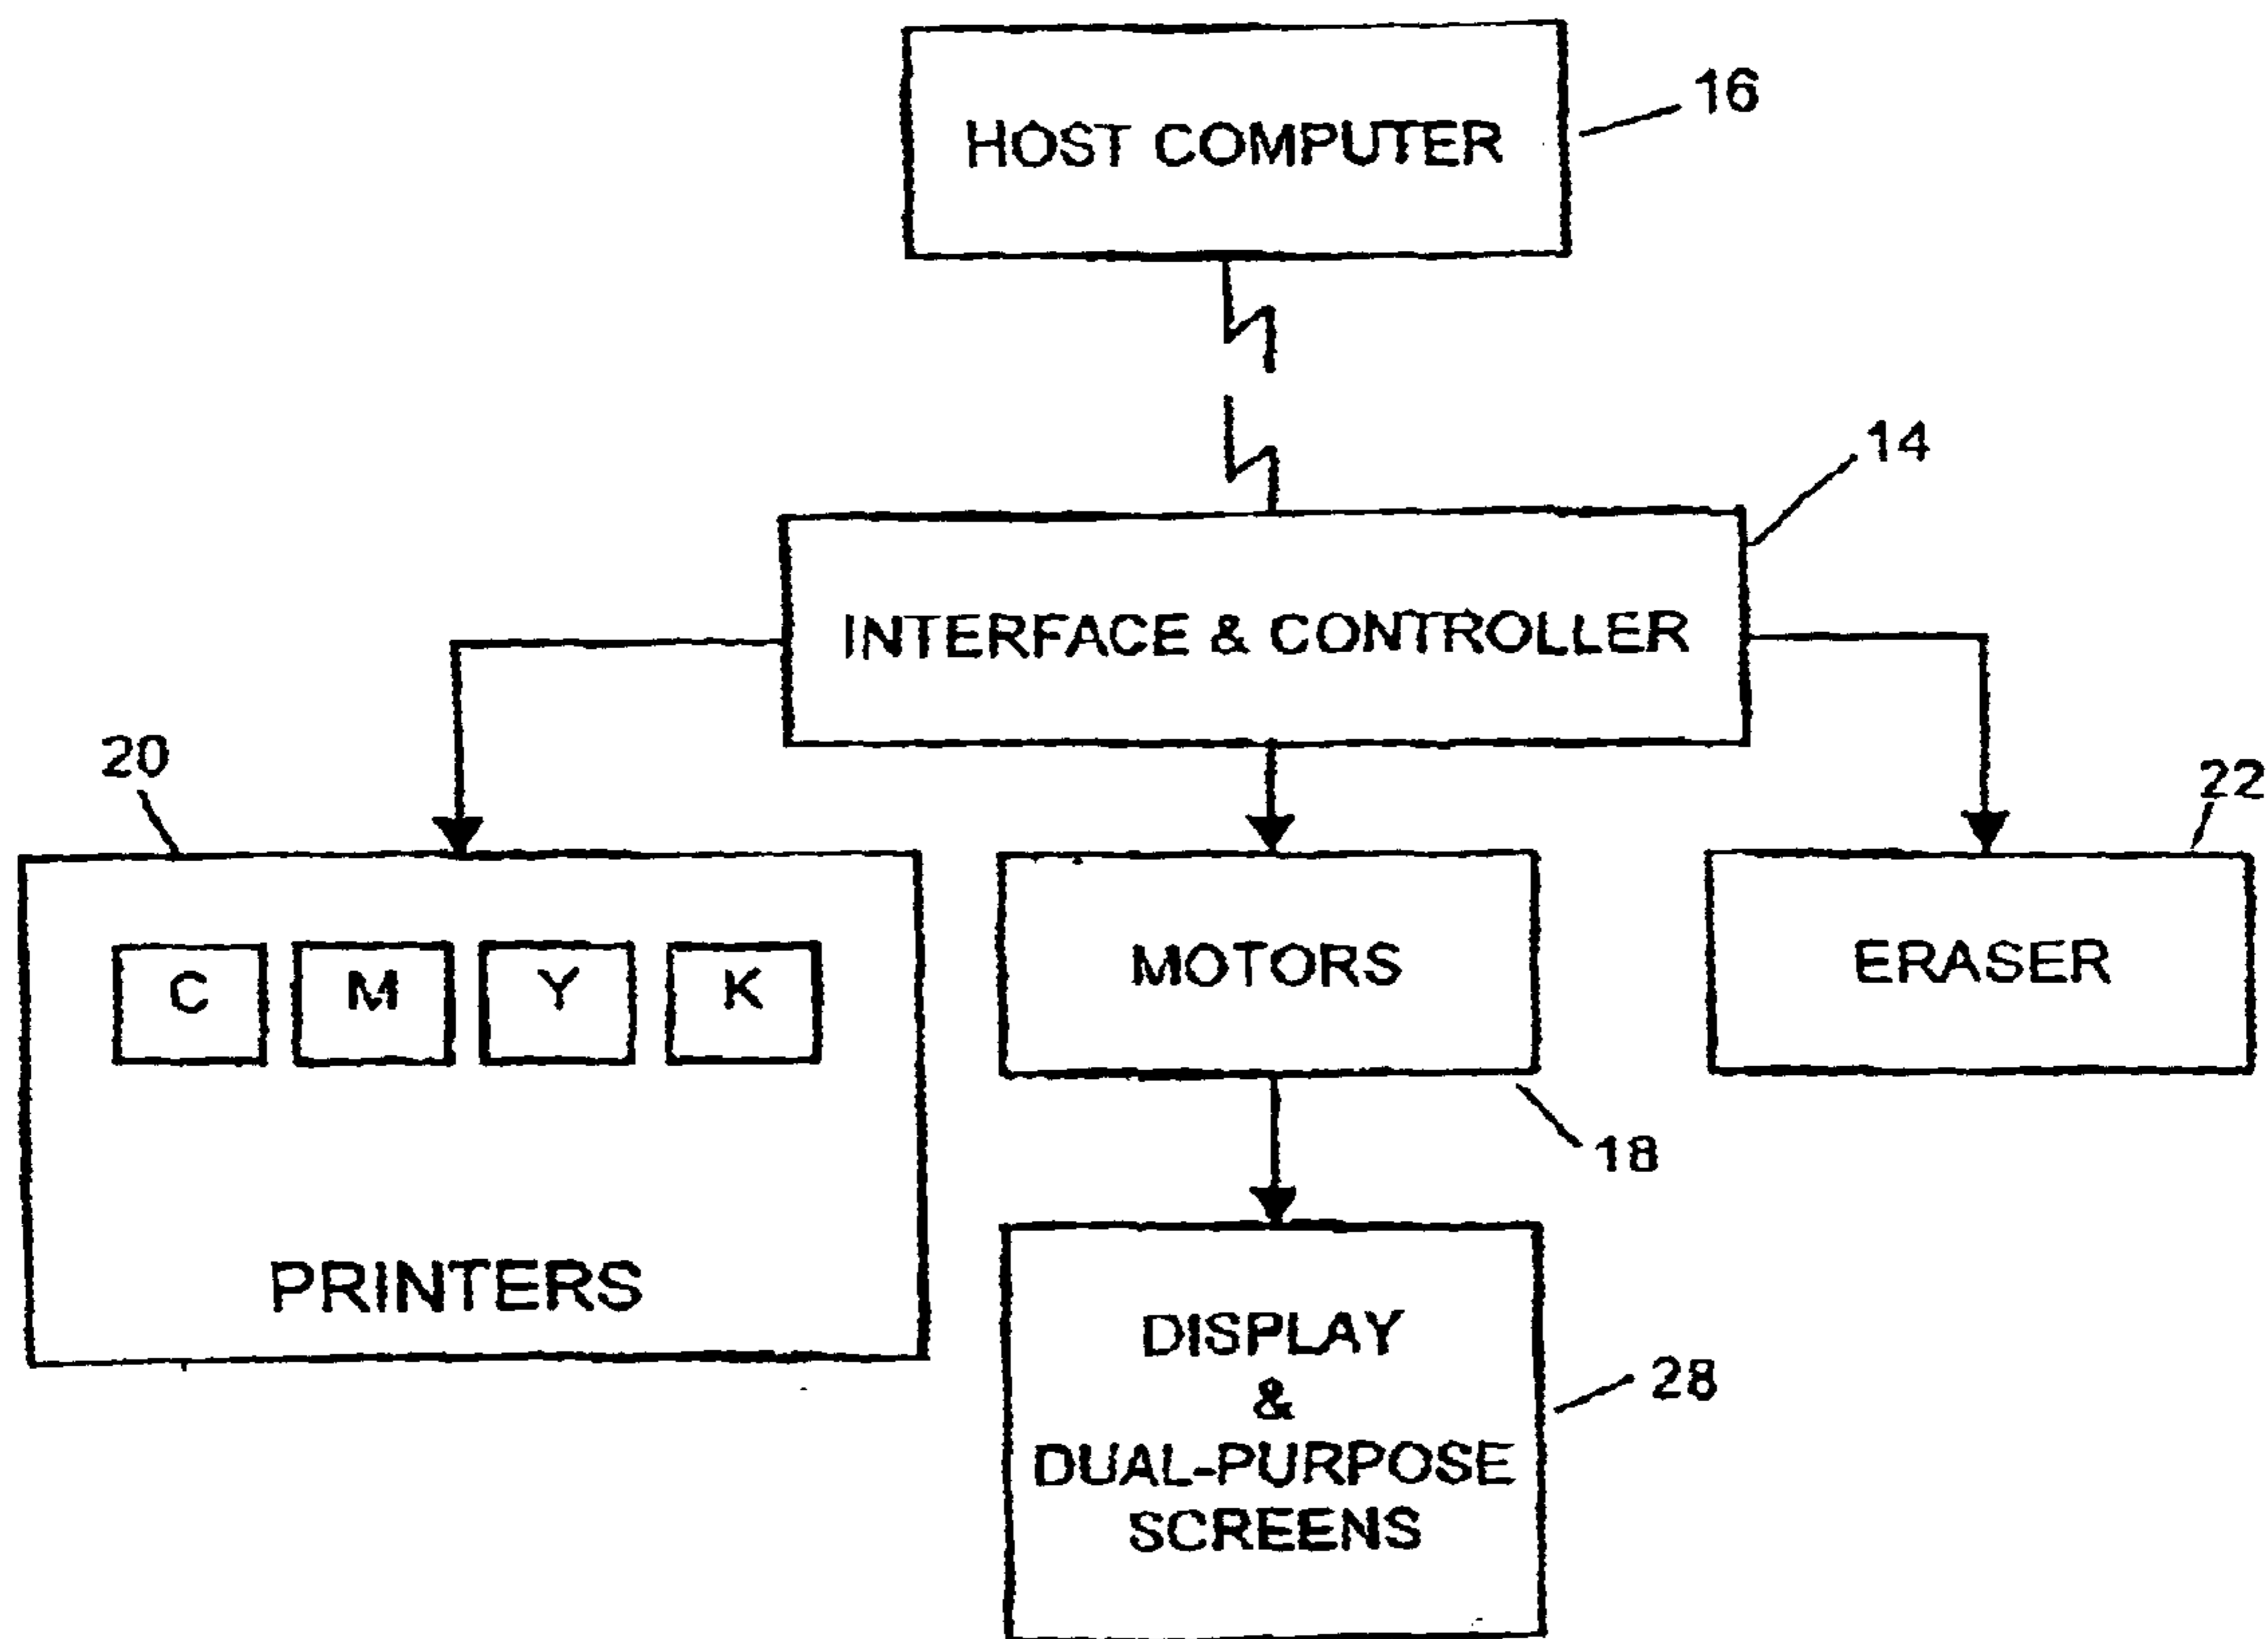 HOST COMPUTER
16
14
INTERFACE & CONTROLLER
20
22
C M Y K
MOTORS
ERASER
18
PRINTERS
DISPLAY
&
DUAL-PURPOSE
SCREENS
28